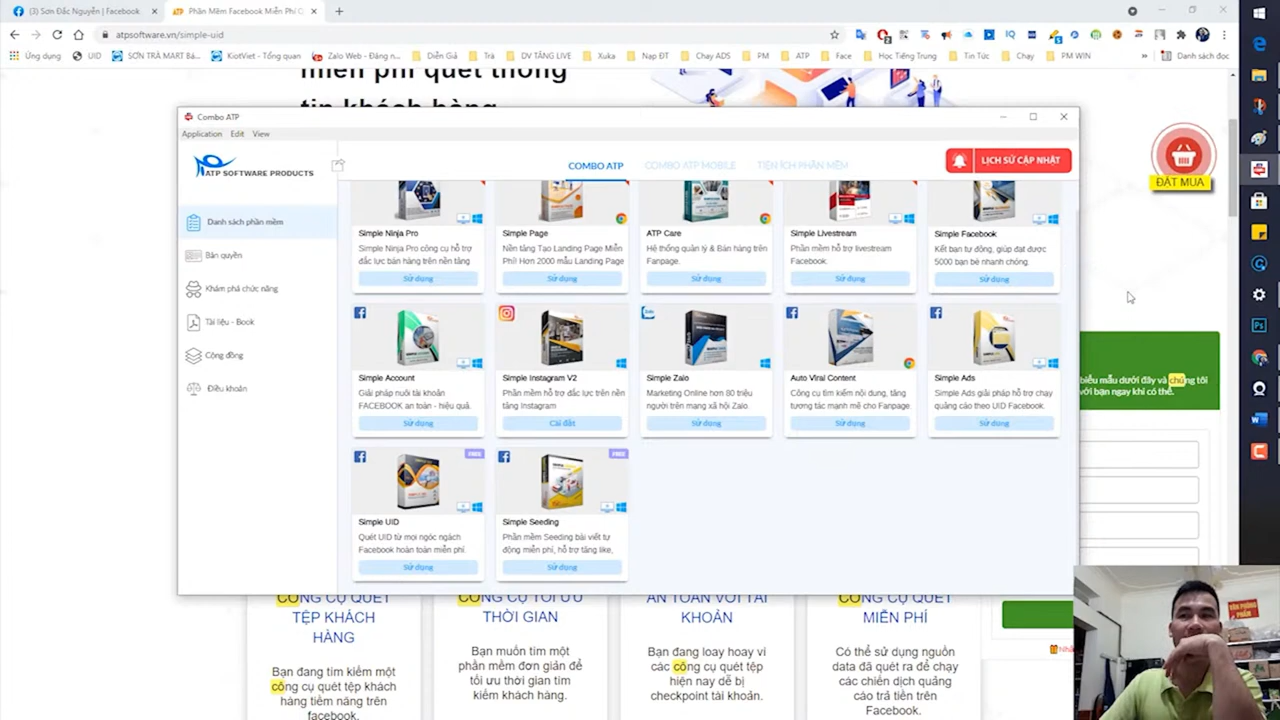 (3) Sơn Đắc Nguyễn | Facebook
Phần Mềm Facebook Miễn Phí Q
atpsoftware.vn/simple-uid
Ứng dụng
UID
SƠN TRÀ MART Bá...
KiotViet - Tổng quan
Zalo Web - Đăng n...
Diễn Giả
Trà
DV TĂNG LIVE
Xuka
Nạp ĐT
Chạy ADS
PM
ATP
Face
Học Tiếng Trung
Tin Tức
Chạy
PM WIN
»
Danh sách đọc
miễn phí quét thông
tin khách hàng
ĐẶT MUA
Combo ATP
Application Edit View
ATP SOFTWARE PRODUCTS
COMBO ATP
COMBO ATP MOBILE
TIỆN ÍCH PHẦN MỀM
LỊCH SỬ CẬP NHẬT
Danh sách phần mềm
Bản quyền
Khám phá chức năng
Tài liệu - Book
Cộng đồng
Điều khoản
Simple Ninja Pro
Simple Ninja Pro công cụ hỗ trợ
đắc lực bán hàng trên nền tảng
Sử dụng
Simple Page
Nền tảng Tạo Landing Page Miễn
Phí! Hơn 2000 mẫu Landing Page
Sử dụng
ATP Care
Hệ thống quản lý & Bán hàng trên
Fanpage.
Sử dụng
Simple Livestream
Phần mềm hỗ trợ livestream
Facebook.
Sử dụng
Simple Facebook
Kết bạn tự động, giúp đạt được
5000 bạn bè nhanh chóng.
Sử dụng
Simple Account
Giải pháp nuôi tài khoản
FACEBOOK an toàn - hiệu quả.
Sử dụng
Simple Instagram V2
Phần mềm hỗ trợ đắc lực trên nền
tảng Instagram
Cài đặt
Zalo
Simple Zalo
Marketing Online hơn 80 triệu
người trên mạng xã hội Zalo
Sử dụng
Auto Viral Content
Công cụ tìm kiếm nội dung, tăng
tương tác mạnh mẽ cho Fanpage
Sử dụng
Simple Ads
Simple Ads giải pháp hỗ trợ chạy
quảng cáo theo UID Facebook.
Sử dụng
FREE
Simple UID
Quét UID từ mọi ngóc ngách
Facebook hoàn toàn miễn phí.
Sử dụng
FREE
Simple Seeding
Phần mềm Seeding bài viết tự
động miễn phí, hỗ trợ tăng like,
Sử dụng
biểu mẫu dưới đây và chúng tôi
với bạn ngay khi có thể.
CÔNG CỤ QUÉT
TỆP KHÁCH
HÀNG
Bạn đang tìm kiếm một
công cụ quét tệp khách
hàng tiềm năng trên
facebook.
CÔNG CỤ TỐI ƯU
THỜI GIAN
Bạn muốn tìm một
phần mềm đơn giản để
tối ưu thời gian tìm
kiếm khách hàng.
AN TOÀN VỚI TÀI
KHOẢN
Bạn đang loay hoay vì
các công cụ quét tệp
hiện nay dễ bị
checkpoint tài khoản.
CÔNG CỤ QUÉT
MIỄN PHÍ
Có thể sử dụng nguồn
data đã quét ra để chạy
các chiến dịch quảng
cáo trả tiền trên
Facebook.
VĂN PHÒNG
PHẨM